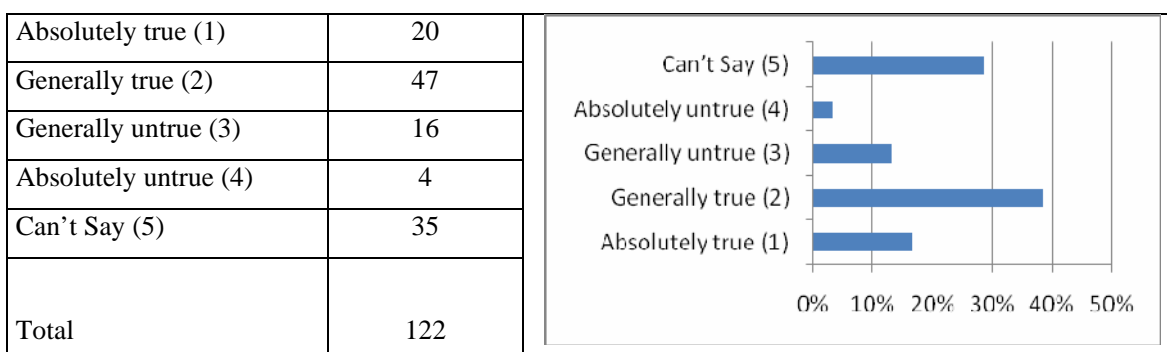 Absolutely true (1) 20
Generally true (2) 47
Generally untrue (3) 16
Absolutely untrue (4) 4
Can’t Say (5) 35
Total 122
Can't Say (5)
Absolutely untrue (4)
Generally untrue (3)
Generally true (2)
Absolutely true (1)
0% 10% 20% 30% 40% 50%